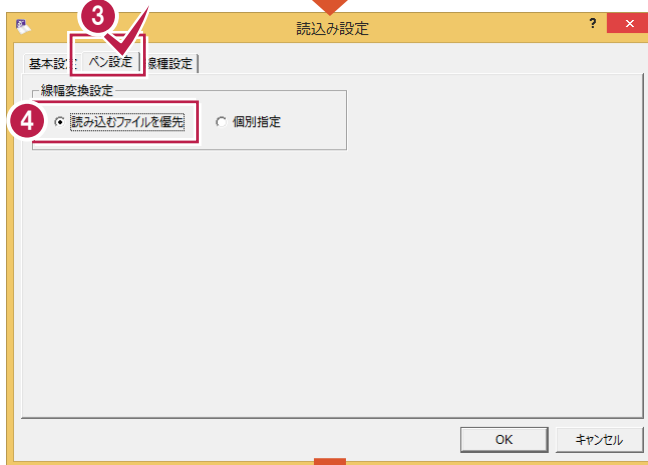 3
読込み設定
? ×
基本設定 ペン設定 線種設定
線幅変換設定
4
読み込むファイルを優先 個別指定
OK キャンセル